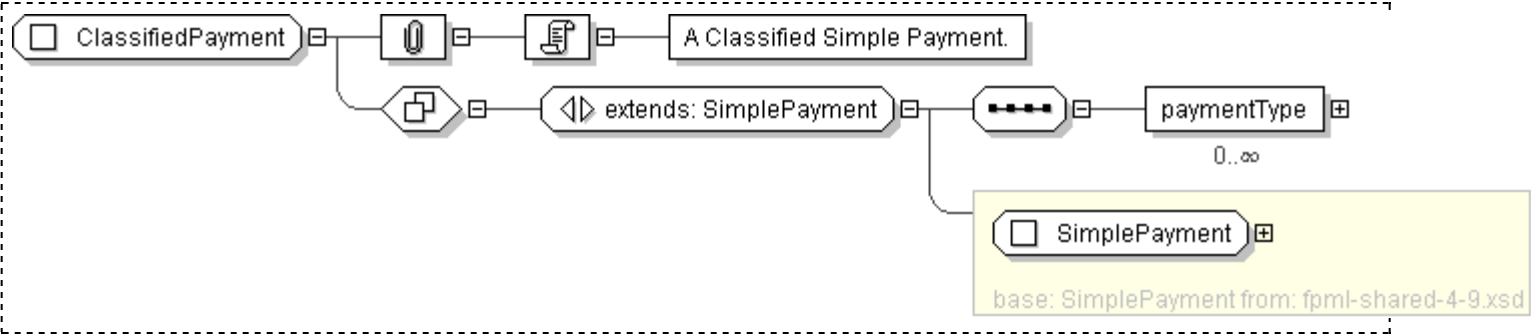 ClassifiedPayment
A Classified Simple Payment.
extends: SimplePayment
paymentType
0..∞
SimplePayment
base: SimplePayment from: fpml-shared-4-9.xsd